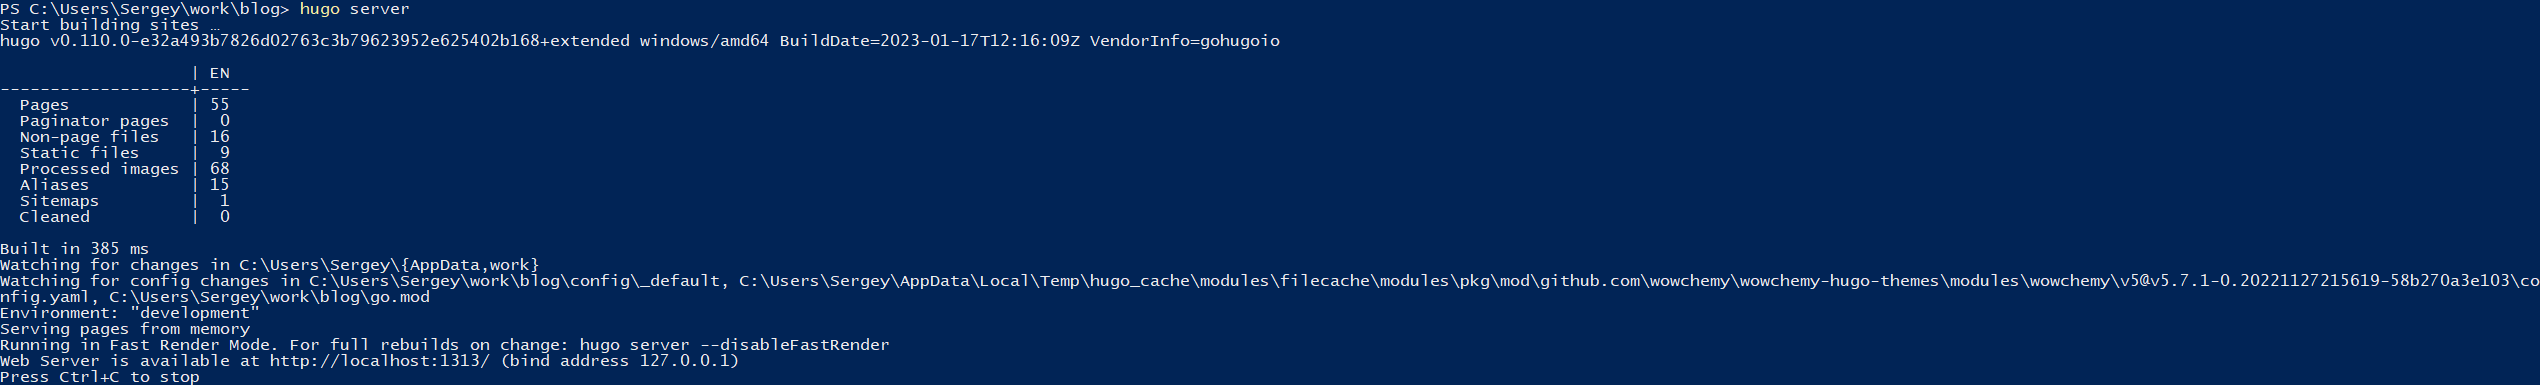 PS C:\Users\Sergey\work\blog> hugo server
Start building sites …
hugo v0.110.0-e32a493b7826d02763c3b79623952e625402b168+extended windows/amd64 BuildDate=2023-01-17T12:16:09Z VendorInfo=gohugoio
                   | EN
-------------------+-----
  Pages            | 55
  Paginator pages  |  0
  Non-page files   | 16
  Static files     |  9
  Processed images | 68
  Aliases          | 15
  Sitemaps         |  1
  Cleaned          |  0
Built in 385 ms
Watching for changes in C:\Users\Sergey\{AppData,work}
Watching for config changes in C:\Users\Sergey\work\blog\config\_default, C:\Users\Sergey\AppData\Local\Temp\hugo_cache\modules\filecache\modules\pkg\mod\github.com\wowchemy\wowchemy-hugo-themes\modules\wowchemy\v5@v5.7.1-0.20221127215619-58b270a3e103\co
nfig.yaml, C:\Users\Sergey\work\blog\go.mod
Environment: "development"
Serving pages from memory
Running in Fast Render Mode. For full rebuilds on change: hugo server --disableFastRender
Web Server is available at http://localhost:1313/ (bind address 127.0.0.1)
Press Ctrl+C to stop